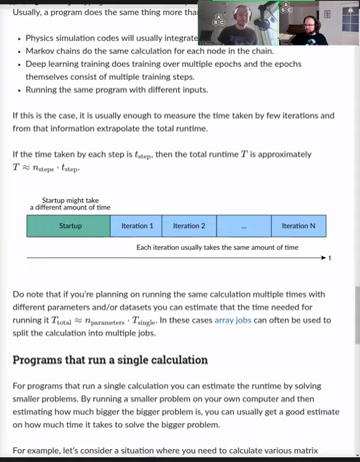 Usually, a program does the same thing more tha
Physics simulation codes will usually integrate
Markov chains do the same calculation for each node in the chain.
Deep learning training does training over multiple epochs and the epochs
themselves consist of multiple training steps.
Running the same program with different inputs.
If this is the case, it is usually enough to measure the time taken by few iterations and
from that information extrapolate the total runtime.
If the time taken by each step is t_step, then the total runtime T is approximately
T ≈ n_steps · t_step.
Startup might take
a different amount of time
Startup Iteration 1 Iteration 2 ... Iteration N
Each iteration usually takes the same amount of time
t
Do note that if you're planning on running the same calculation multiple times with
different parameters and/or datasets you can estimate that the time needed for
running it T_total ≈ n_parameters · T_single. In these cases array jobs can often be used to
split the calculation into multiple jobs.
Programs that run a single calculation
For programs that run a single calculation you can estimate the runtime by solving
smaller problems. By running a smaller problem on your own computer and then
estimating how much bigger the bigger problem is, you can usually get a good estimate
on how much time it takes to solve the bigger problem.
For example, let's consider a situation where you need to calculate various matrix